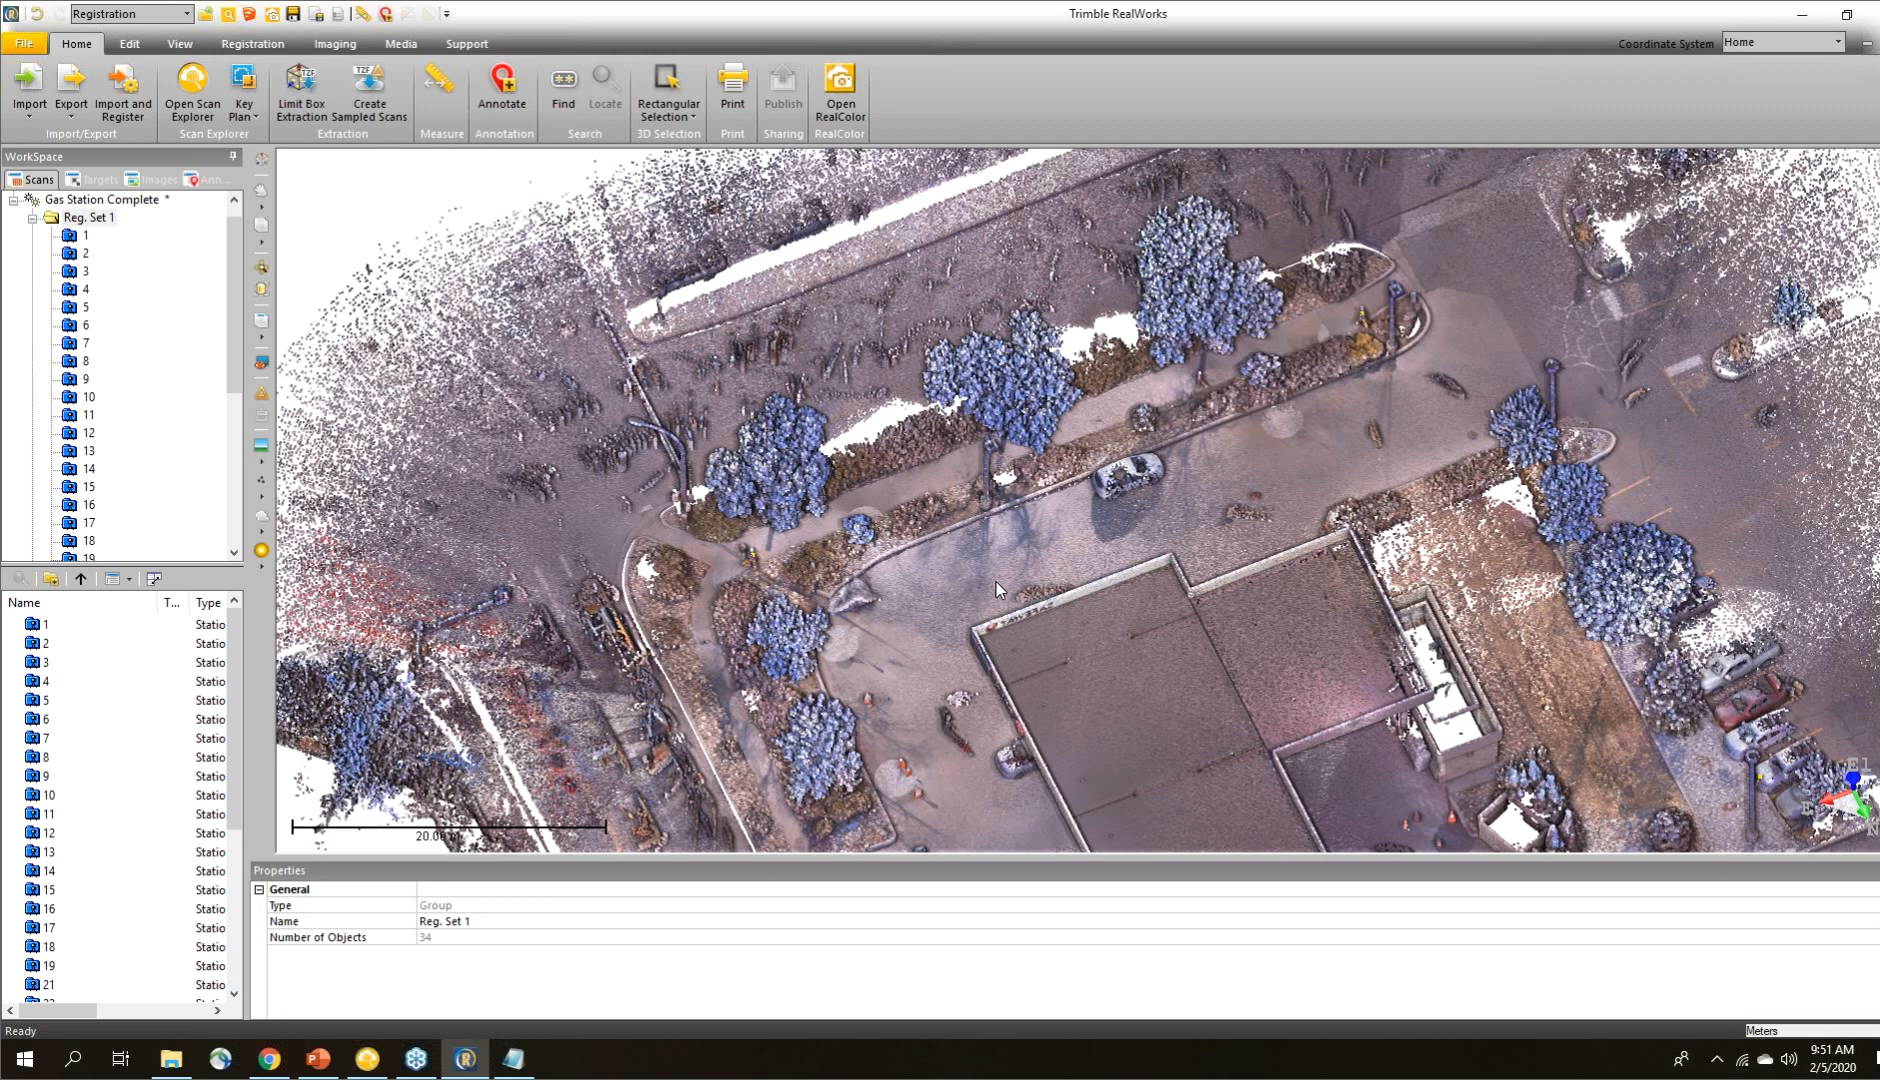 Registration
Trimble RealWorks
File Home Edit View Registration Imaging Media Support
Coordinate System Home
Import
Export
Import and Register
Import/Export
Open Scan Explorer
Key Plan
Scan Explorer
Limit Box Extraction
Create Sampled Scans
Extraction
Measure
Annotate
Annotation
Find
Locate
Search
Rectangular Selection
3D Selection
Print
Print
Publish
Sharing
Open RealColor
RealColor
WorkSpace
Scans Targets Images Ann...
Gas Station Complete *
Reg. Set 1
1
2
3
4
5
6
7
8
9
10
11
12
13
14
15
16
17
18
19
Name T... Type
1 Statio
2 Statio
3 Statio
4 Statio
5 Statio
6 Statio
7 Statio
8 Statio
9 Statio
10 Statio
11 Statio
12 Statio
13 Statio
14 Statio
15 Statio
16 Statio
17 Statio
18 Statio
19 Statio
21 Statio
El
N
Properties
General
Type Group
Name Reg. Set 1
Number of Objects 34
Ready
Meters
9:51 AM
2/5/2020